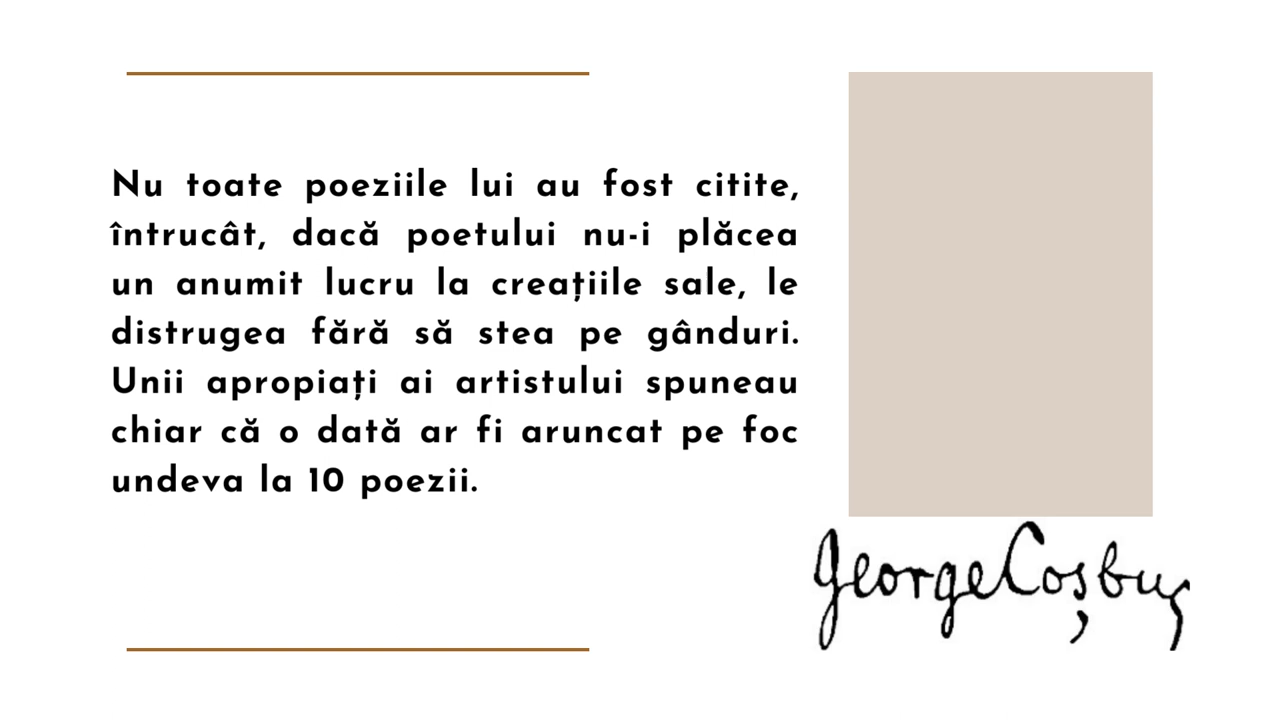 Nu toate poeziile lui au fost citite,
întrucât, dacă poetului nu-i plăcea
un anumit lucru la creațiile sale, le
distrugea fără să stea pe gânduri.
Unii apropiați ai artistului spuneau
chiar că o dată ar fi aruncat pe foc
undeva la 10 poezii.
George Coșbuc